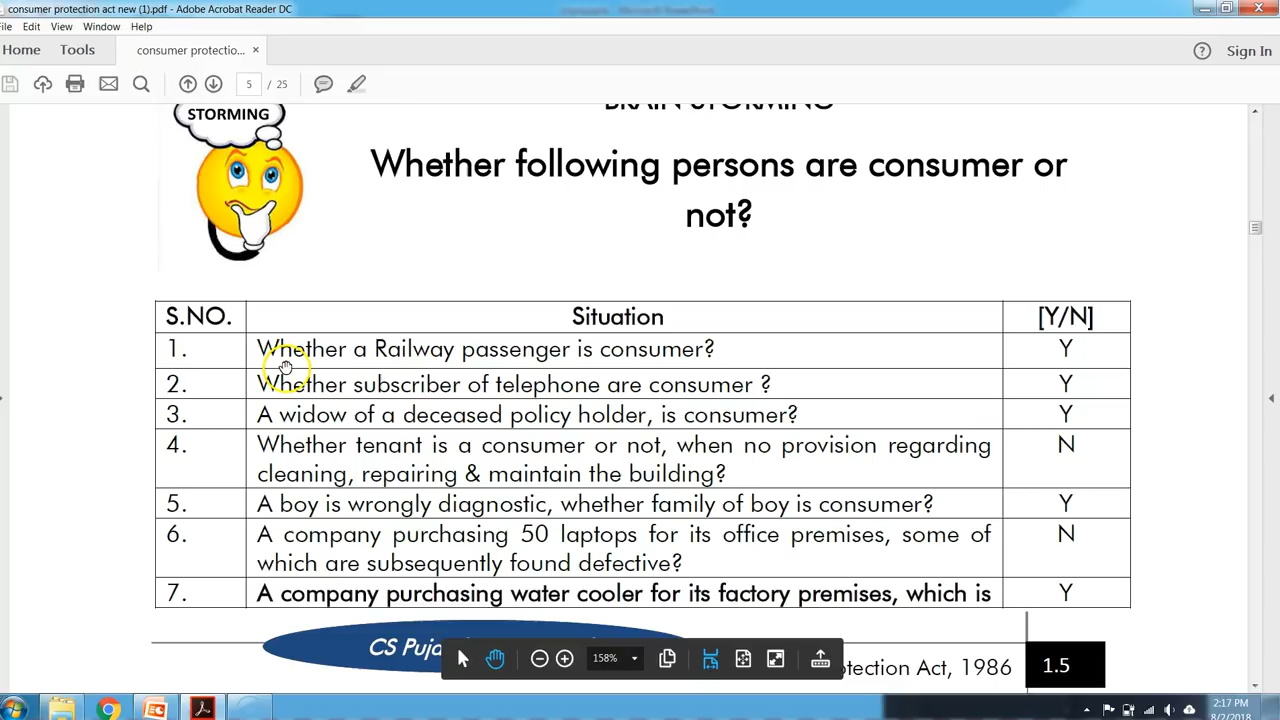 consumer protection act new (1).pdf - Adobe Acrobat Reader DC
File Edit View Window Help
Home Tools consumer protectio... × ? Sign In
5 / 25
STORMING
BRAIN STORMING
Whether following persons are consumer or
not?
S.NO. Situation [Y/N]
1. Whether a Railway passenger is consumer? Y
2. Whether subscriber of telephone are consumer ? Y
3. A widow of a deceased policy holder, is consumer? Y
4. Whether tenant is a consumer or not, when no provision regarding N
cleaning, repairing & maintain the building?
5. A boy is wrongly diagnostic, whether family of boy is consumer? Y
6. A company purchasing 50 laptops for its office premises, some of N
which are subsequently found defective?
7. A company purchasing water cooler for its factory premises, which is Y
CS Puja
158%
otection Act, 1986 1.5
2:17 PM
8/2/2018